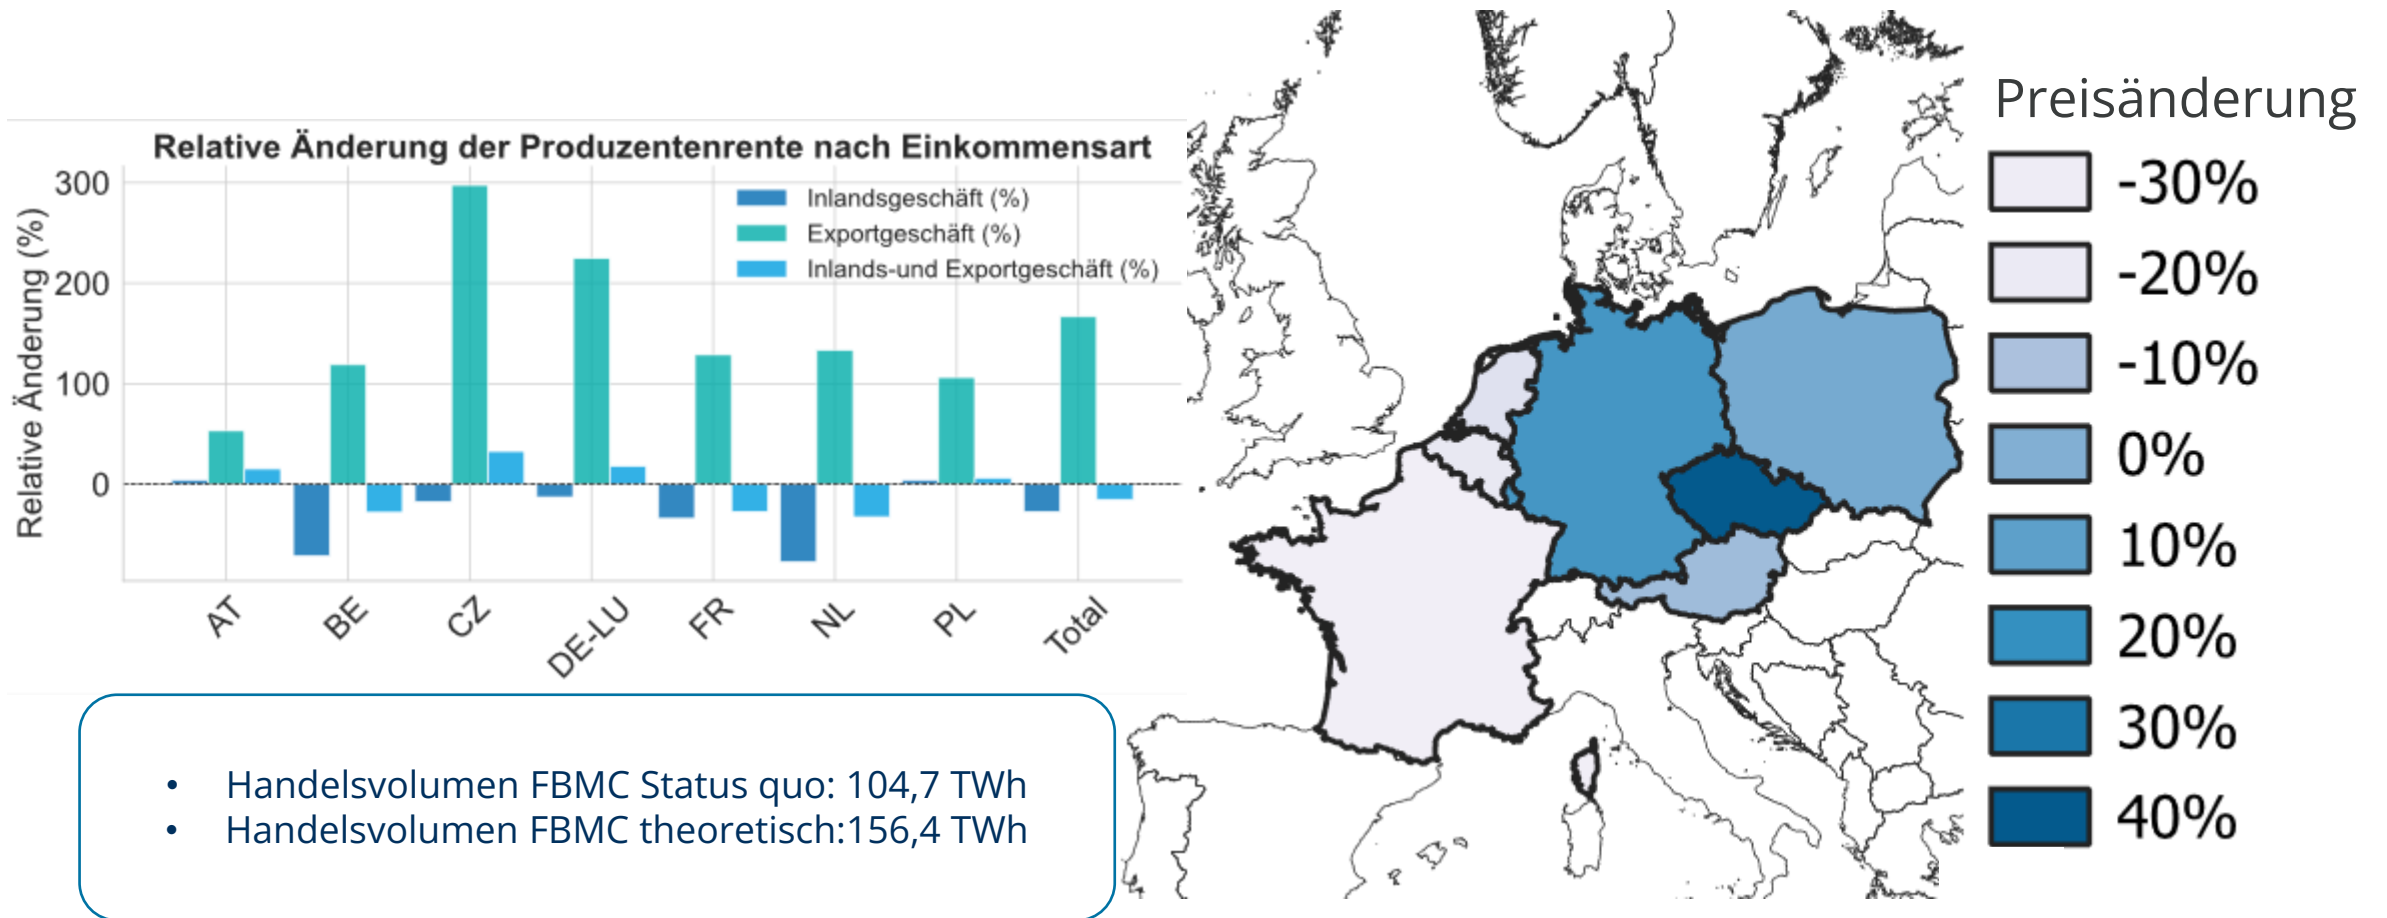 Relative Änderung der Produzentenrente nach Einkommensart
Relative Änderung (%)
300
200
100
0
Inlandsgeschäft (%)
Exportgeschäft (%)
Inlands-und Exportgeschäft (%)
AT
BE
CZ
DE-LU
FR
NL
PL
Total
• Handelsvolumen FBMC Status quo: 104,7 TWh
• Handelsvolumen FBMC theoretisch:156,4 TWh
Preisänderung
-30%
-20%
-10%
0%
10%
20%
30%
40%